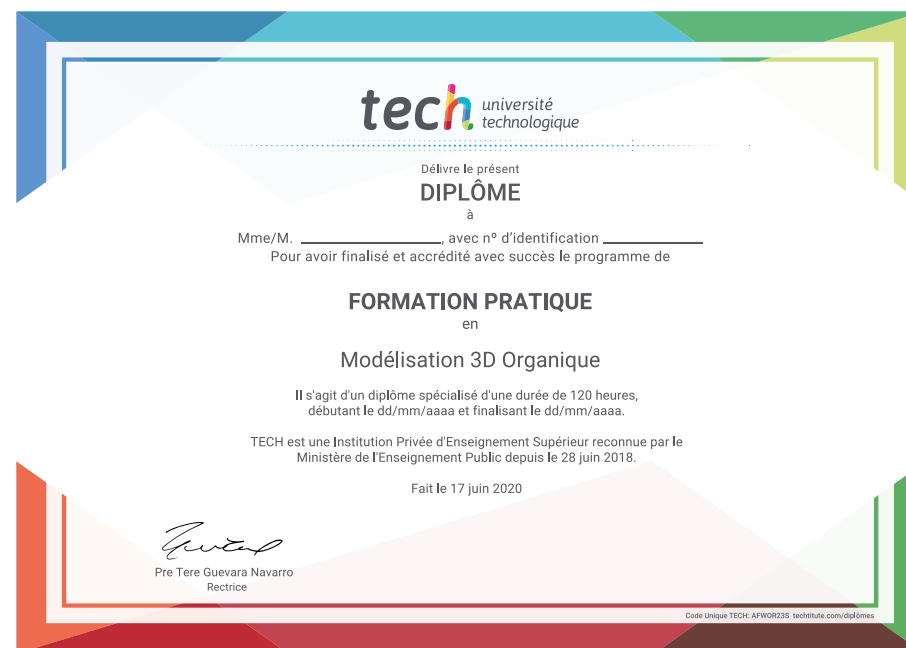 tech université
technologique
Délivre le présent
DIPLÔME
à
Mme/M. ____________________, avec nº d'identification ______________
Pour avoir finalisé et accrédité avec succès le programme de
FORMATION PRATIQUE
en
Modélisation 3D Organique
Il s'agit d'un diplôme spécialisé d'une durée de 120 heures,
débutant le dd/mm/aaaa et finalisant le dd/mm/aaaa.
TECH est une Institution Privée d'Enseignement Supérieur reconnue par le
Ministère de l'Enseignement Public depuis le 28 juin 2018.
Fait le 17 juin 2020
Pre Tere Guevara Navarro
Rectrice
Code Unique TECH: AFWOR23S techtitute.com/diplômes